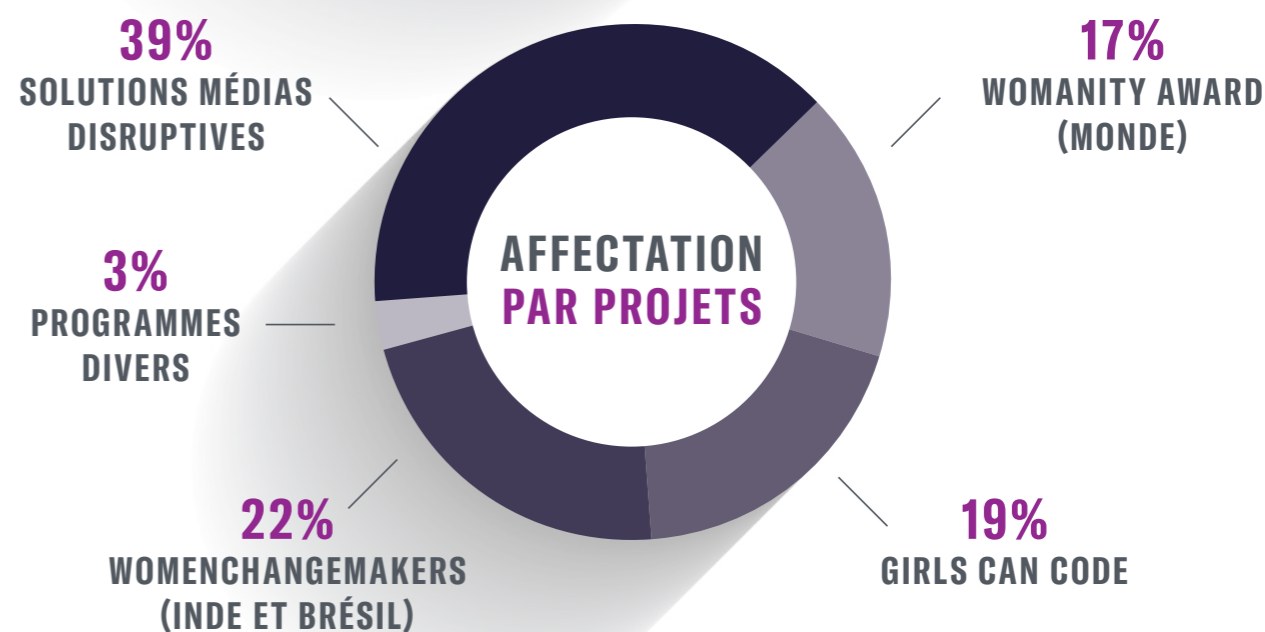 39%
SOLUTIONS MÉDIAS
DISRUPTIVES
17%
WOMANITY AWARD
(MONDE)
AFFECTATION
PAR PROJETS
3%
PROGRAMMES
DIVERS
22%
WOMENCHANGEMAKERS
(INDE ET BRÉSIL)
19%
GIRLS CAN CODE